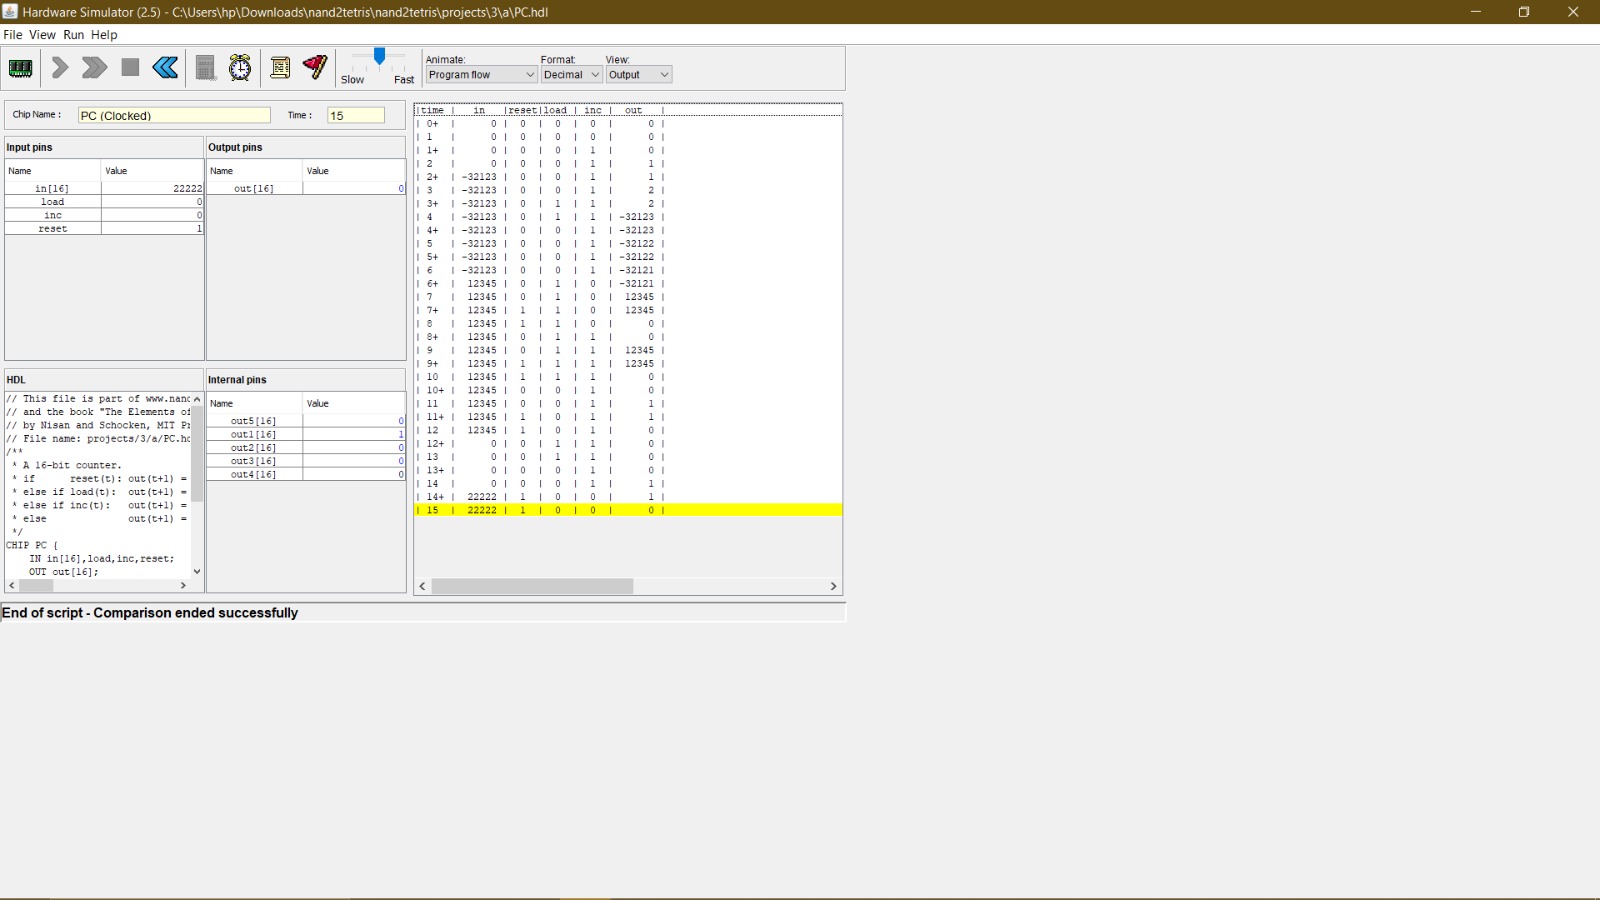 Hardware Simulator (2.5) - C:\Users\hp\Downloads\nand2tetris\nand2tetris\projects\3\a\PC.hdl
File View Run Help
Slow Fast
Animate: Format: View:
Program flow Decimal Output
Chip Name : PC (Clocked) Time : 15
Input pins
Name Value
in[16] 22222
load 0
inc 0
reset 1
Output pins
Name Value
out[16] 0
HDL
// This file is part of www.nand
// and the book "The Elements of
// by Nisan and Schocken, MIT Pr
// File name: projects/3/a/PC.hd
/**
* A 16-bit counter.
* if reset(t): out(t+1) =
* else if load(t): out(t+1) =
* else if inc(t): out(t+1) =
* else out(t+1) =
*/
CHIP PC {
IN in[16],load,inc,reset;
OUT out[16];
Internal pins
Name Value
out5[16] 0
out1[16] 1
out2[16] 0
out3[16] 0
out4[16] 0
|time | in |reset|load | inc | out |
| 0+ | 0 | 0 | 0 | 0 | 0 |
| 1 | 0 | 0 | 0 | 0 | 0 |
| 1+ | 0 | 0 | 0 | 1 | 0 |
| 2 | 0 | 0 | 0 | 1 | 1 |
| 2+ | -32123 | 0 | 0 | 1 | 1 |
| 3 | -32123 | 0 | 0 | 1 | 2 |
| 3+ | -32123 | 0 | 1 | 1 | 2 |
| 4 | -32123 | 0 | 1 | 1 | -32123 |
| 4+ | -32123 | 0 | 0 | 1 | -32123 |
| 5 | -32123 | 0 | 0 | 1 | -32122 |
| 5+ | -32123 | 0 | 0 | 1 | -32122 |
| 6 | -32123 | 0 | 0 | 1 | -32121 |
| 6+ | 12345 | 0 | 1 | 0 | -32121 |
| 7 | 12345 | 0 | 1 | 0 | 12345 |
| 7+ | 12345 | 1 | 1 | 0 | 12345 |
| 8 | 12345 | 1 | 1 | 0 | 0 |
| 8+ | 12345 | 0 | 1 | 1 | 0 |
| 9 | 12345 | 0 | 1 | 1 | 12345 |
| 9+ | 12345 | 1 | 1 | 1 | 12345 |
| 10 | 12345 | 1 | 1 | 1 | 0 |
| 10+ | 12345 | 0 | 0 | 1 | 0 |
| 11 | 12345 | 0 | 0 | 1 | 1 |
| 11+ | 12345 | 1 | 0 | 1 | 1 |
| 12 | 12345 | 1 | 0 | 1 | 0 |
| 12+ | 0 | 0 | 1 | 1 | 0 |
| 13 | 0 | 0 | 1 | 1 | 0 |
| 13+ | 0 | 0 | 0 | 1 | 0 |
| 14 | 0 | 0 | 0 | 1 | 1 |
| 14+ | 22222 | 1 | 0 | 0 | 1 |
| 15 | 22222 | 1 | 0 | 0 | 0 |
End of script - Comparison ended successfully